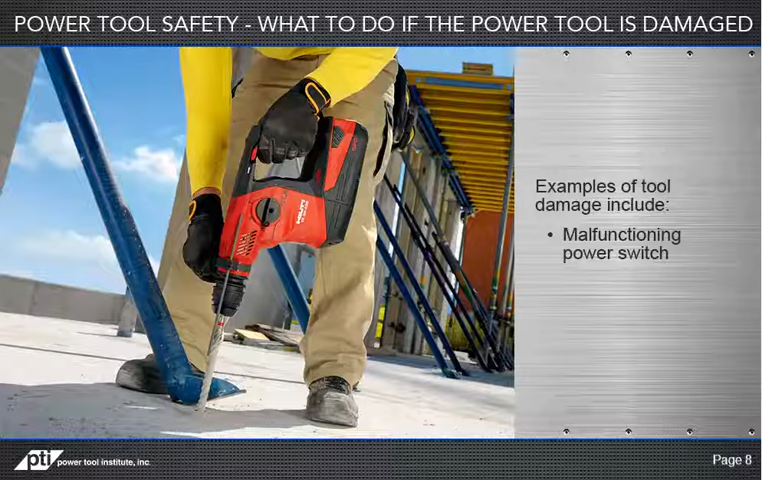 POWER TOOL SAFETY - WHAT TO DO IF THE POWER TOOL IS DAMAGED
Examples of tool
damage include:
• Malfunctioning
power switch
HILTI
pti power tool institute, inc.
Page 8